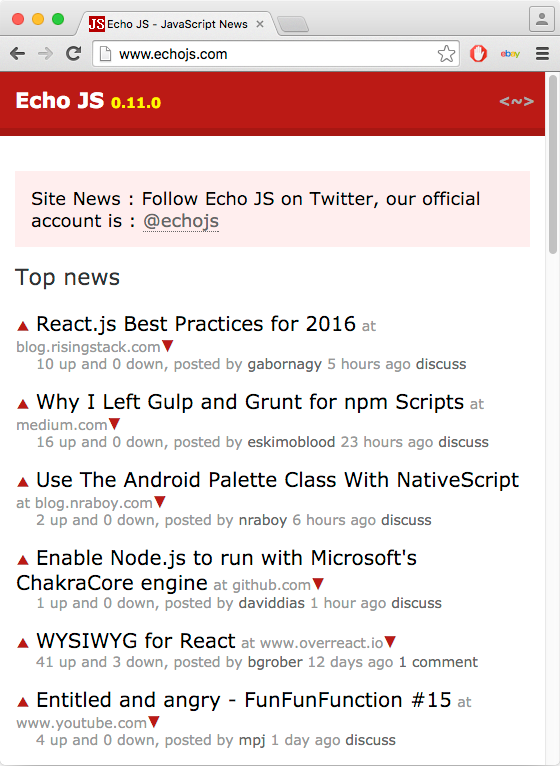 JS Echo JS - JavaScript News
www.echojs.com
ebay
Echo JS 0.11.0 <~>
Site News : Follow Echo JS on Twitter, our official
account is : @echojs
Top news
▲ React.js Best Practices for 2016 at
blog.risingstack.com▼
10 up and 0 down, posted by gabornagy 5 hours ago discuss
▲ Why I Left Gulp and Grunt for npm Scripts at
medium.com▼
16 up and 0 down, posted by eskimoblood 23 hours ago discuss
▲ Use The Android Palette Class With NativeScript
at blog.nraboy.com▼
2 up and 0 down, posted by nraboy 6 hours ago discuss
▲ Enable Node.js to run with Microsoft's
ChakraCore engine at github.com▼
1 up and 0 down, posted by daviddias 1 hour ago discuss
▲ WYSIWYG for React at www.overreact.io▼
41 up and 3 down, posted by bgrober 12 days ago 1 comment
▲ Entitled and angry - FunFunFunction #15 at
www.youtube.com▼
4 up and 0 down, posted by mpj 1 day ago discuss